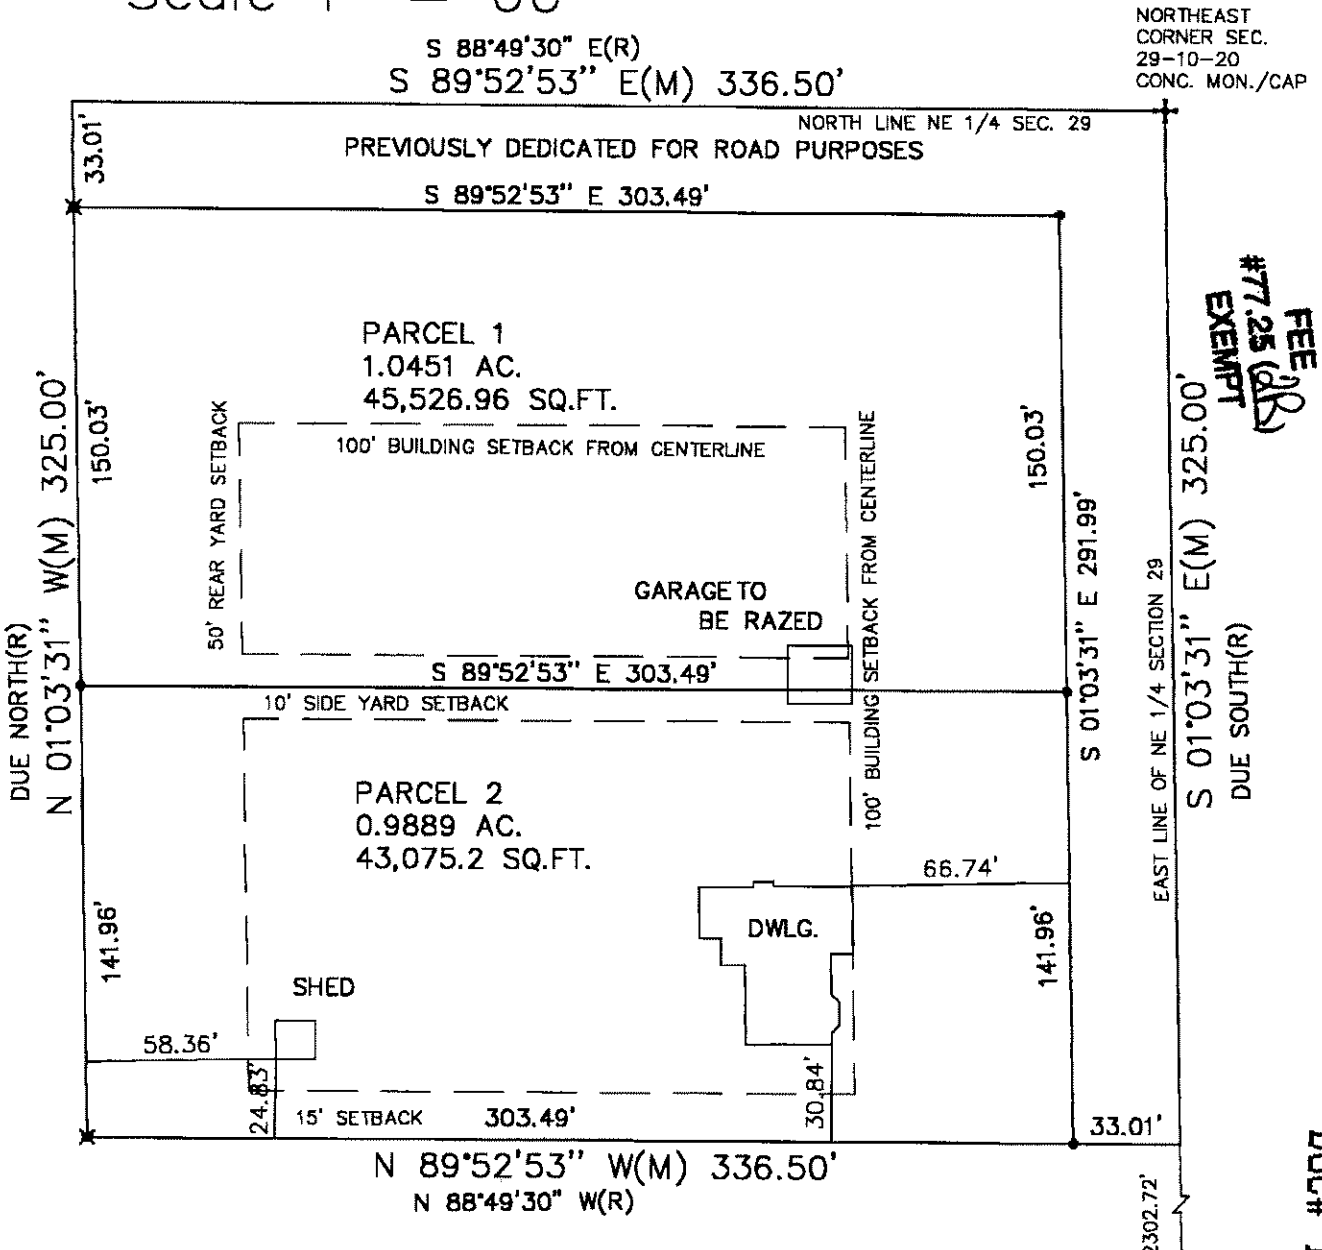 Scale 1" = 60'
NORTHEAST
CORNER SEC.
29-10-20
CONC. MON./CAP
S 88°49'30" E(R)
S 89°52'53" E(M) 336.50'
NORTH LINE NE 1/4 SEC. 29
33.01'
PREVIOUSLY DEDICATED FOR ROAD PURPOSES
S 89°52'53" E 303.49'
FEE
#77.25 (2R)
EXEMPT
PARCEL 1
1.0451 AC.
45,526.96 SQ.FT.
100' BUILDING SETBACK FROM CENTERLINE
50' REAR YARD SETBACK
100' BUILDING SETBACK FROM CENTERLINE
150.03'
150.03'
DUE NORTH(R)
N 01°03'31" W(M) 325.00'
S 01°03'31" E 291.99'
EAST LINE OF NE 1/4 SECTION 29
S 01°03'31" E(M) 325.00'
DUE SOUTH(R)
GARAGE TO
BE RAZED
S 89°52'53" E 303.49'
10' SIDE YARD SETBACK
PARCEL 2
0.9889 AC.
43,075.2 SQ.FT.
66.74'
DWLG.
141.96'
141.96'
SHED
58.36'
24.83'
30.84'
15' SETBACK
303.49'
33.01'
N 89°52'53" W(M) 336.50'
N 88°49'30" W(R)
2302.72'